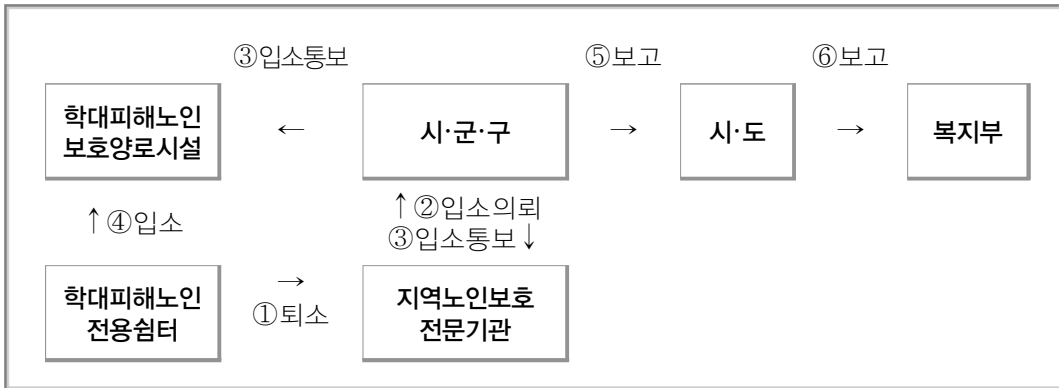 ③입소통보 ⑤보고 ⑥보고
학대피해노인
보호양로시설
←
시·군·구
→
시·도
→
복지부
↑④입소
↑②입소의뢰
③입소통보↓
학대피해노인
전용쉼터
→
①퇴소
지역노인보호
전문기관